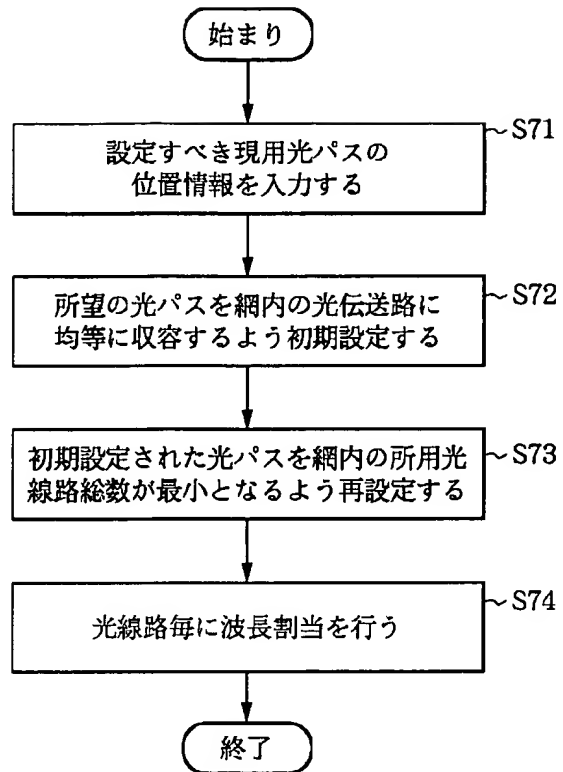 始まり
設定すべき現用光パスの
位置情報を入力する
S71
所望の光パスを網内の光伝送路に
均等に収容するよう初期設定する
S72
初期設定された光パスを網内の所用光
線路総数が最小となるよう再設定する
S73
光線路毎に波長割当を行う
S74
終了